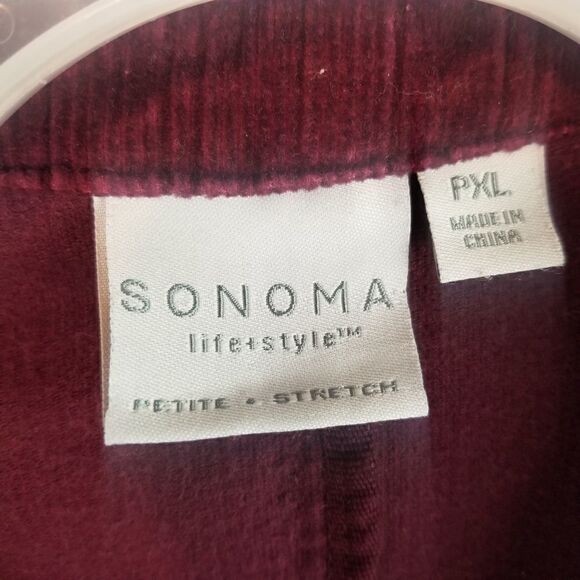 SONOMA
life+style™
PETITE • STRETCH
PXL
MADE IN
CHINA